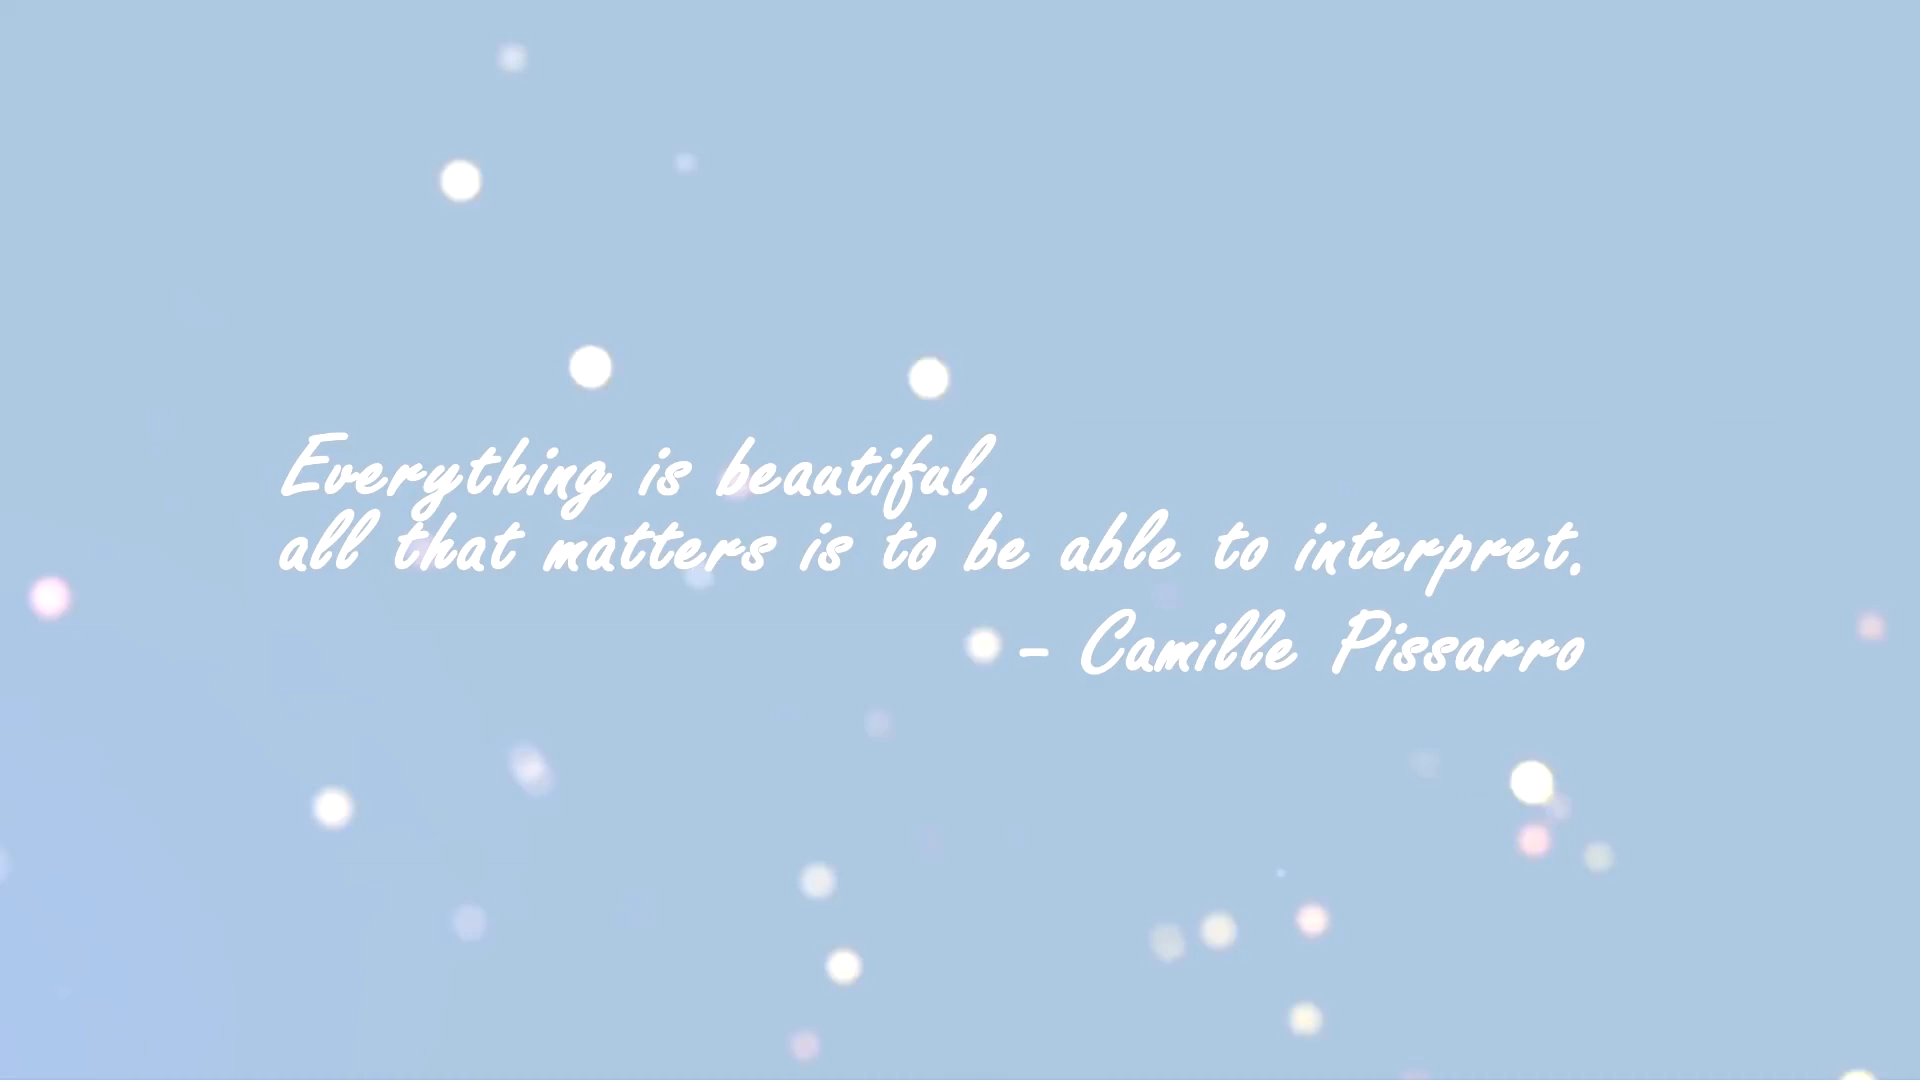 Everything is beautiful,
all that matters is to be able to interpret.
- Camille Pissarro